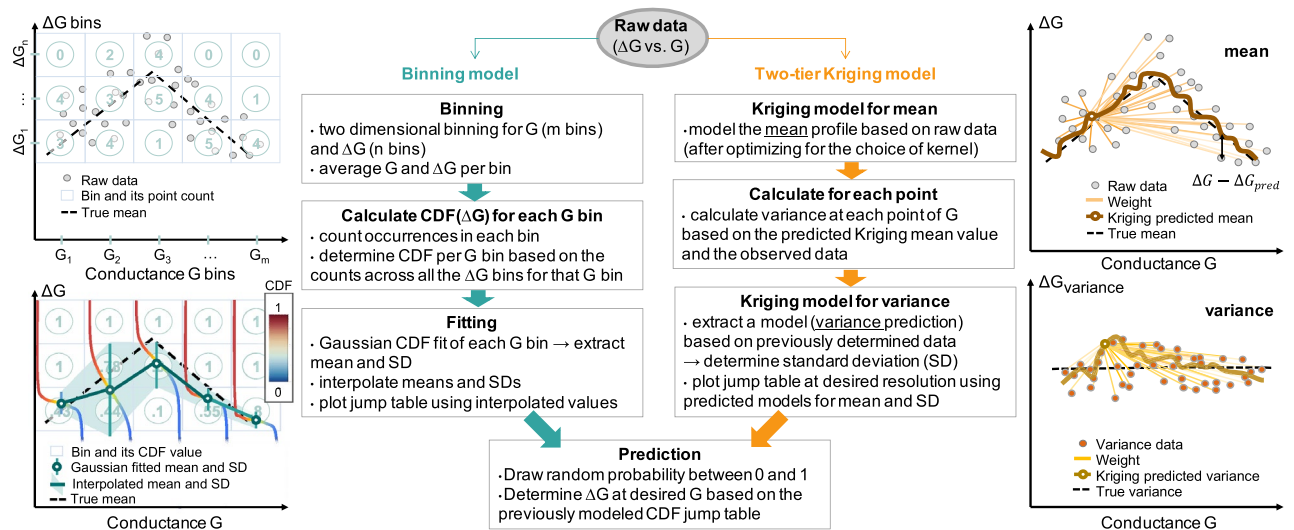 Raw data
(ΔG vs. G)
Binning model
Two-tier Kriging model
ΔG bins
ΔGn
...
ΔG1
0
2
4
0
0
4
3
5
4
1
3
4
1
5
4
Raw data
Bin and its point count
True mean
G1
G2
G3
...
Gm
Conductance G bins
ΔG
CDF
1
0
1
1
1
1
1
1
1
1
.43
.44
.1
.55
.8
Bin and its CDF value
Gaussian fitted mean and SD
Interpolated mean and SD
True mean
Conductance G
Binning
· two dimensional binning for G (m bins)
and ΔG (n bins)
· average G and ΔG per bin
Calculate CDF(ΔG) for each G bin
· count occurrences in each bin
· determine CDF per G bin based on the
counts across all the ΔG bins for that G bin
Fitting
· Gaussian CDF fit of each G bin → extract
mean and SD
· interpolate means and SDs
· plot jump table using interpolated values
Kriging model for mean
· model the mean profile based on raw data
(after optimizing for the choice of kernel)
Calculate for each point
· calculate variance at each point of G
based on the predicted Kriging mean value
and the observed data
Kriging model for variance
· extract a model (variance prediction)
based on previously determined data
→ determine standard deviation (SD)
· plot jump table at desired resolution using
predicted models for mean and SD
Prediction
·Draw random probability between 0 and 1
·Determine ΔG at desired G based on the
previously modeled CDF jump table
ΔG
mean
ΔG − ΔGpred
Raw data
Weight
Kriging predicted mean
True mean
Conductance G
ΔGvariance
variance
Variance data
Weight
Kriging predicted variance
True variance
Conductance G